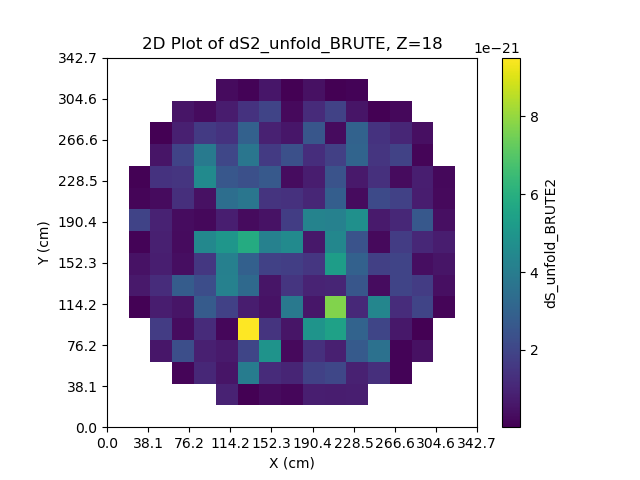 2D Plot of dS2_unfold_BRUTE, Z=18
1e−21
342.7
304.6
266.6
228.5
190.4
152.3
114.2
76.2
38.1
0.0
Y (cm)
0.0 38.1 76.2 114.2 152.3 190.4 228.5 266.6 304.6 342.7
X (cm)
8
6
4
2
dS_unfold_BRUTE2